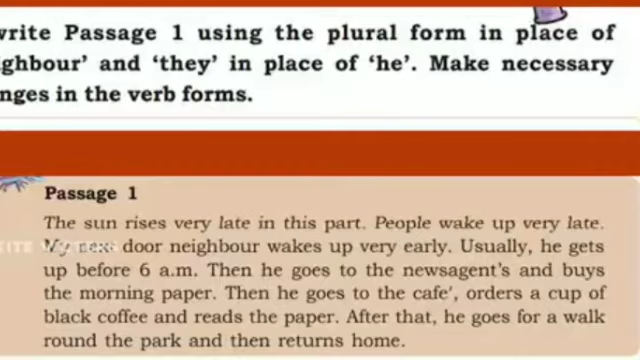 write Passage 1 using the plural form in place of
ghbour' and 'they' in place of 'he'. Make necessary
nges in the verb forms.
Passage 1
The sun rises very late in this part. People wake up very late.
My next door neighbour wakes up very early. Usually, he gets
up before 6 a.m. Then he goes to the newsagent's and buys
the morning paper. Then he goes to the cafe', orders a cup of
black coffee and reads the paper. After that, he goes for a walk
round the park and then returns home.